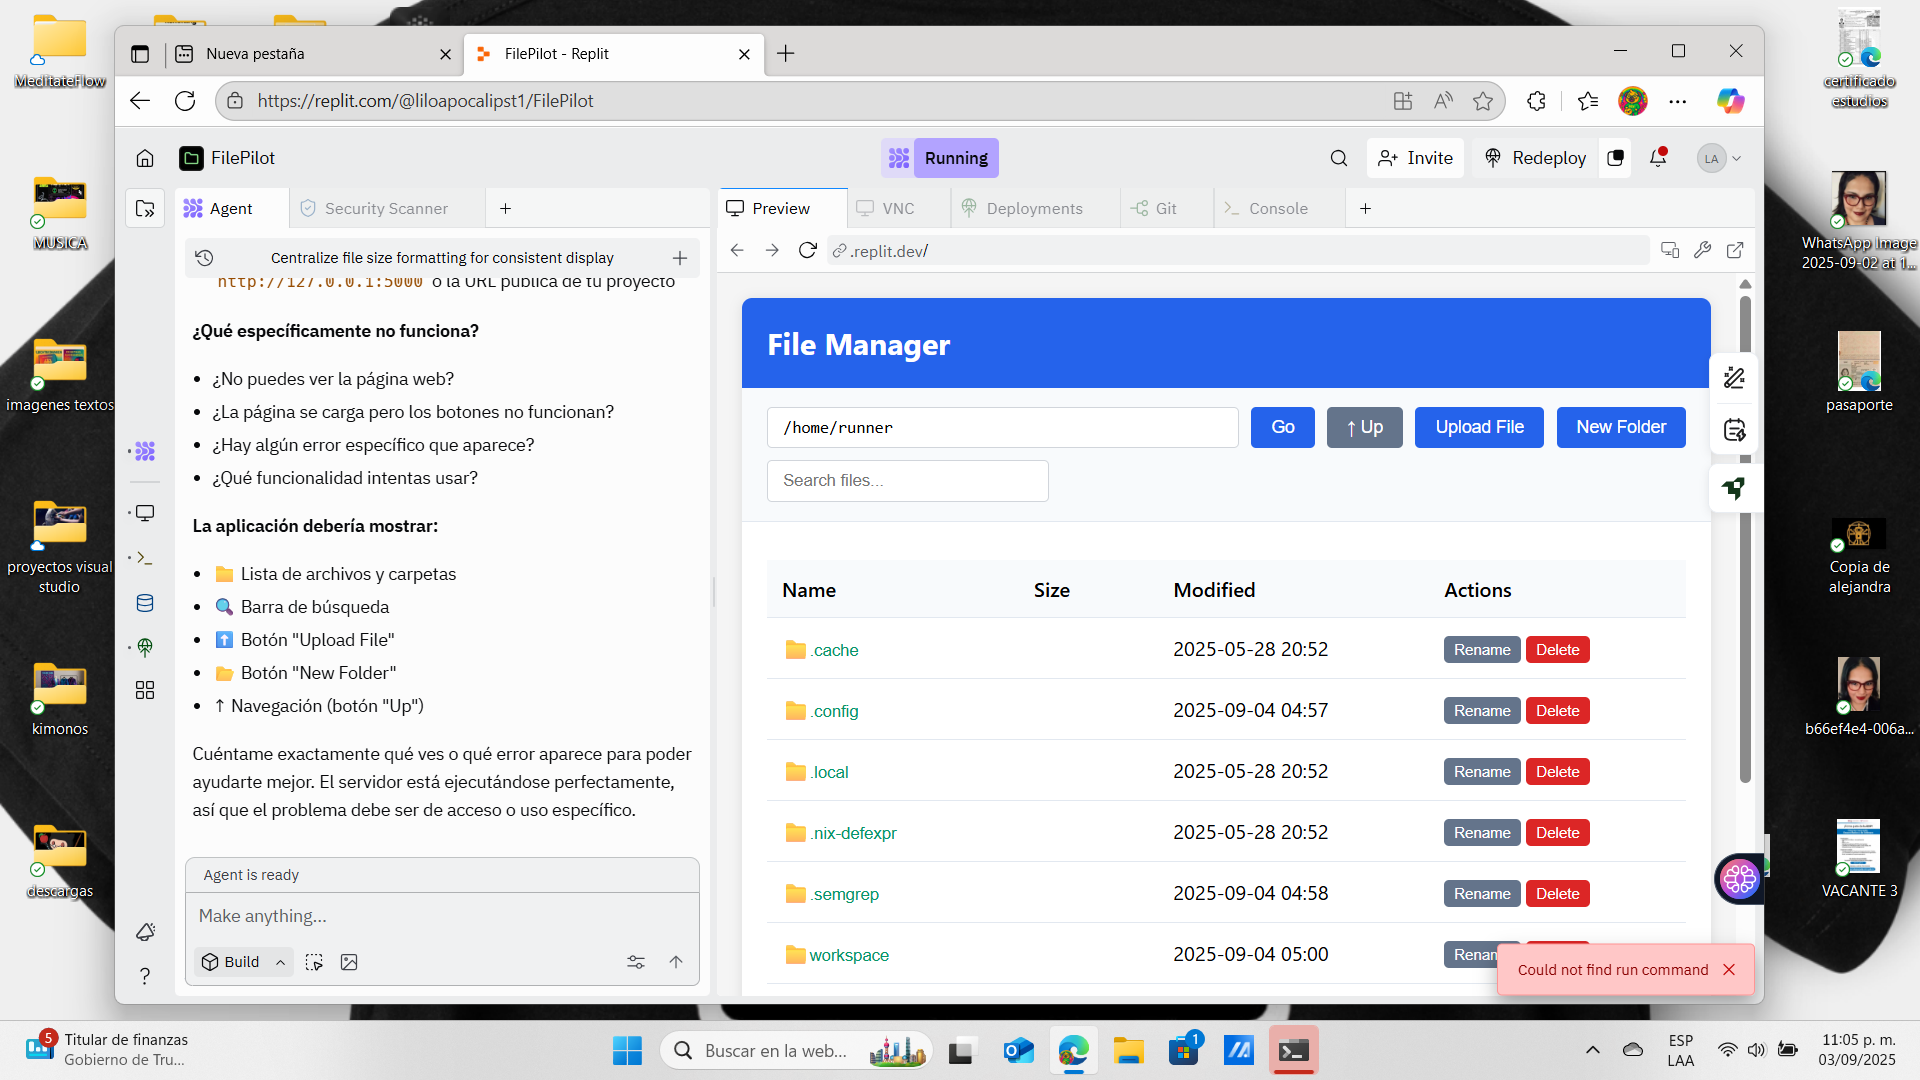 MeditateFlow
MUSICA
imagenes textos
proyectos visual
studio
kimonos
descargas
Nueva pestaña
FilePilot - Replit
https://replit.com/@liloapocalipst1/FilePilot
FilePilot
Running
Invite
Redeploy
LA
Agent
Security Scanner
Centralize file size formatting for consistent display
http://127.0.0.1:5000 o la URL pública de tu proyecto
¿Qué específicamente no funciona?
¿No puedes ver la página web?
¿La página se carga pero los botones no funcionan?
¿Hay algún error específico que aparece?
¿Qué funcionalidad intentas usar?
La aplicación debería mostrar:
Lista de archivos y carpetas
Barra de búsqueda
Botón "Upload File"
Botón "New Folder"
↑ Navegación (botón "Up")
Cuéntame exactamente qué ves o qué error aparece para poder
ayudarte mejor. El servidor está ejecutándose perfectamente,
así que el problema debe ser de acceso o uso específico.
Agent is ready
Make anything...
Build
Preview
VNC
Deployments
Git
Console
.replit.dev/
File Manager
/home/runner
Go
↑ Up
Upload File
New Folder
Search files...
Name Size Modified Actions
.cache 2025-05-28 20:52 Rename Delete
.config 2025-09-04 04:57 Rename Delete
.local 2025-05-28 20:52 Rename Delete
.nix-defexpr 2025-05-28 20:52 Rename Delete
.semgrep 2025-09-04 04:58 Rename Delete
workspace 2025-09-04 05:00 Renam
Could not find run command
certificado
estudios
WhatsApp Image
2025-09-02 at 1...
pasaporte
Copia de
alejandra
b66ef4e4-006a...
VACANTE 3
5
Titular de finanzas
Gobierno de Tru...
Buscar en la web...
1
ESP
LAA
11:05 p. m.
03/09/2025